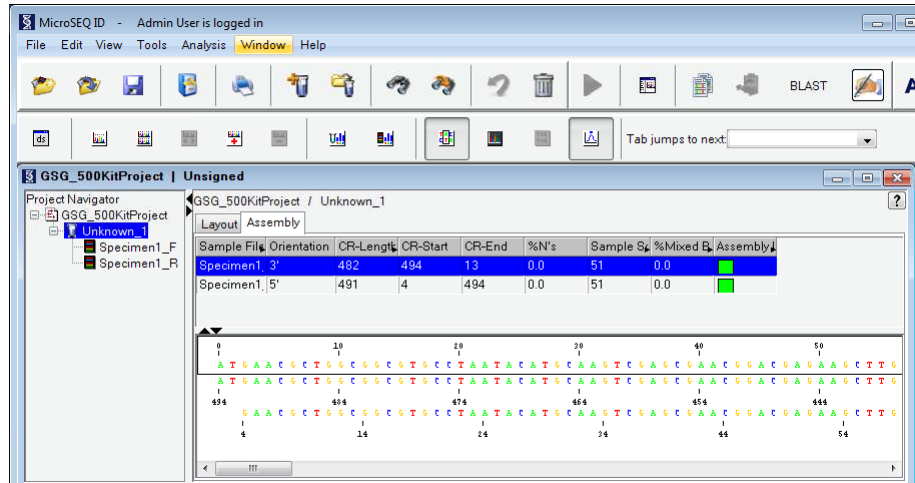 MicroSEQ ID - Admin User is logged in
File Edit View Tools Analysis Window Help
BLAST A
ds Tab jumps to next:
GSG_500KitProject | Unsigned
Project Navigator
GSG_500KitProject / Unknown_1 ?
GSG_500KitProject
Unknown_1
Specimen1_F
Specimen1_R
Layout Assembly
Sample File Orientation CR-Length CR-Start CR-End %N's Sample S %Mixed B Assembly
Specimen1_ 3' 482 494 13 0.0 51 0.0
Specimen1_ 5' 491 4 494 0.0 51 0.0
0 10 20 30 40 50
A T G A A C G C T G G C G G C G T G C C T A A T A C A T G C A A G T C G A G C G A A C G G A C G A G A A G C T T G
A T G A A C G C T G G C G G C G T G C C T A A T A C A T G C A A G T C G A G C G A A C G G A C G A G A A G C T T G
494 484 474 464 454 444
G A A C G C T G G C G G C G T G C C T A A T A C A T G C A A G T C G A G C G A A C G G A C G A G A A G C T T G
4 14 24 34 44 54